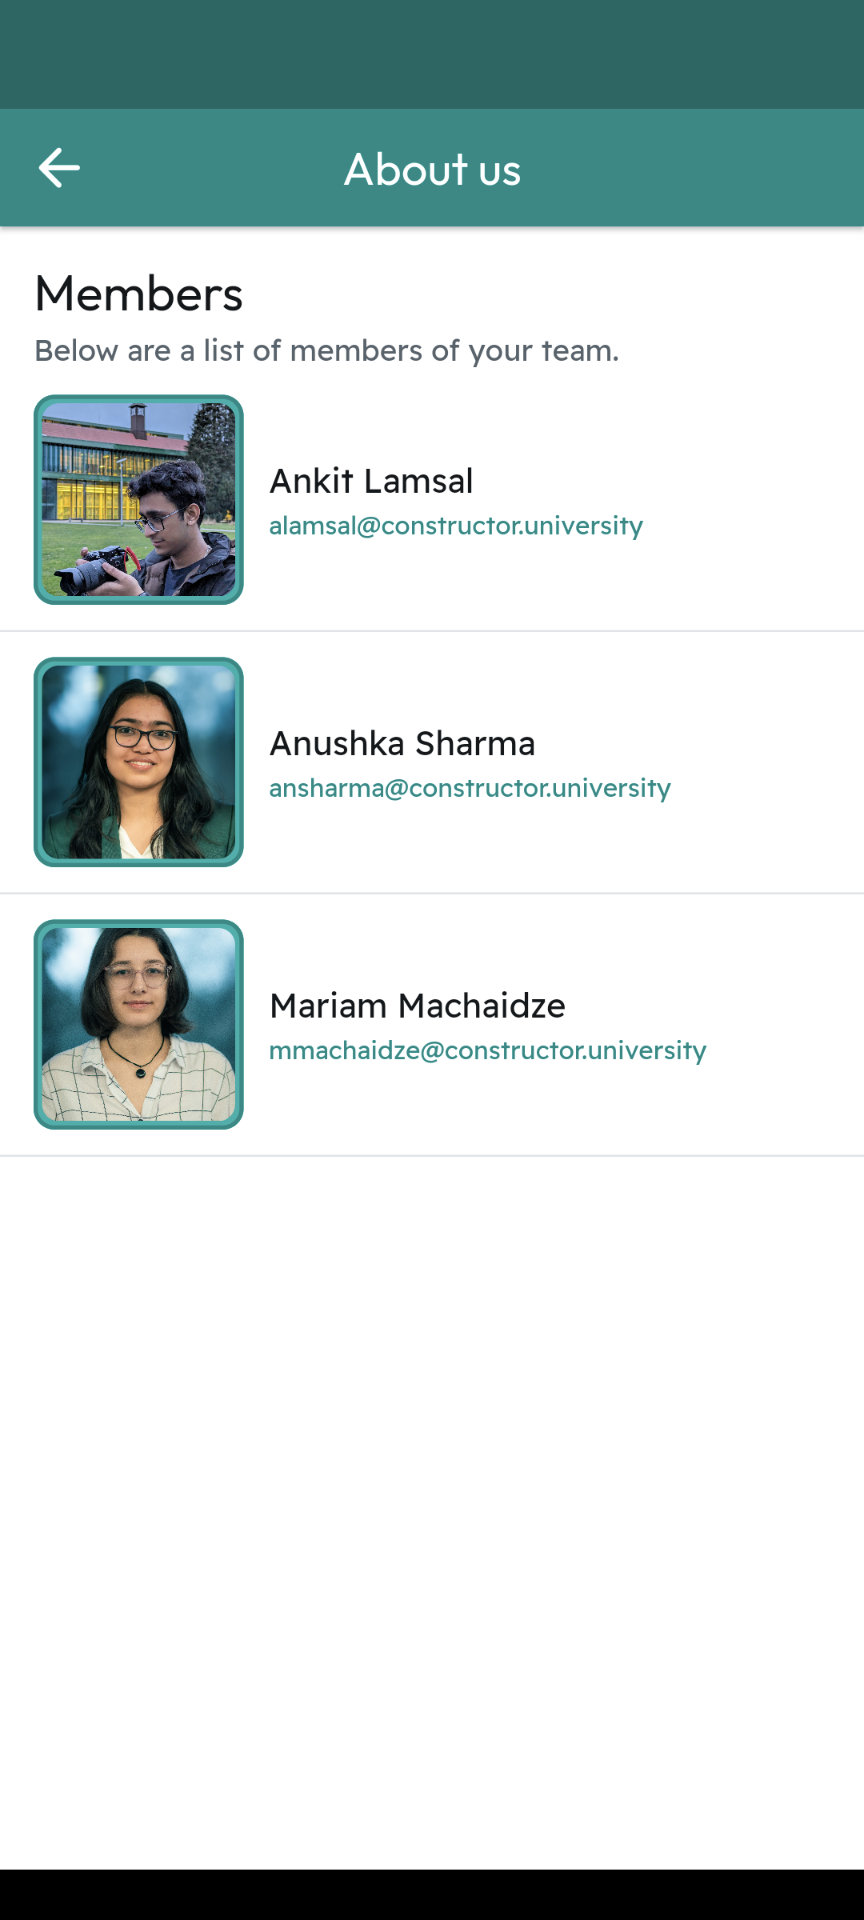 About us
Members
Below are a list of members of your team.
Ankit Lamsal
alamsal@constructor.university
Anushka Sharma
ansharma@constructor.university
Mariam Machaidze
mmachaidze@constructor.university